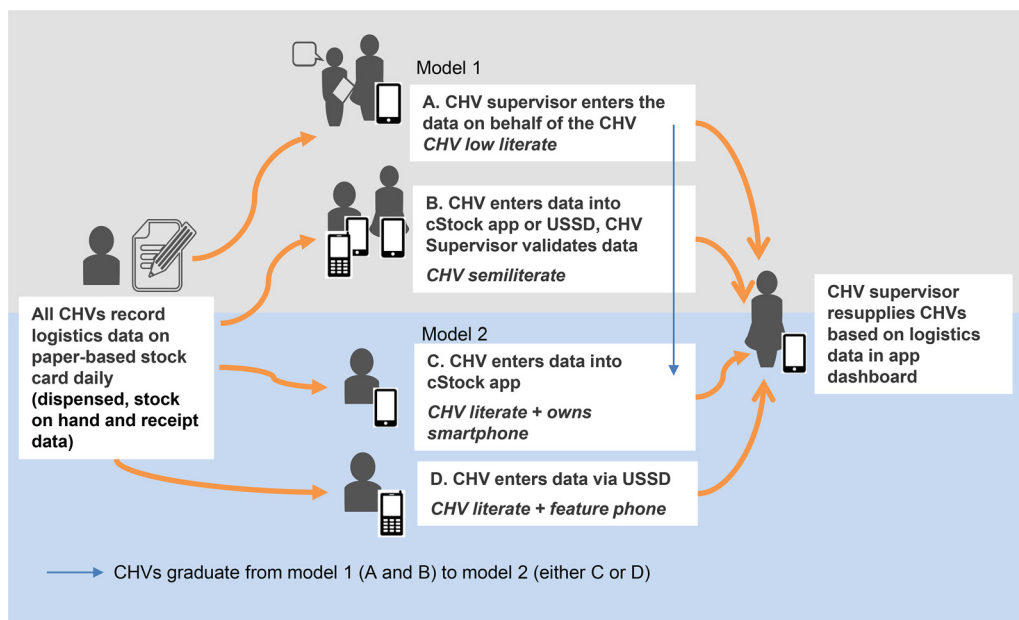 Model 1
A. CHV supervisor enters the
data on behalf of the CHV
CHV low literate
B. CHV enters data into
cStock app or USSD, CHV
Supervisor validates data
CHV semiliterate
All CHVs record
logistics data on
paper-based stock
card daily
(dispensed, stock
on hand and receipt
data)
Model 2
C. CHV enters data into
cStock app
CHV literate + owns
smartphone
D. CHV enters data via USSD
CHV literate + feature phone
CHV supervisor
resupplies CHVs
based on logistics
data in app
dashboard
CHVs graduate from model 1 (A and B) to model 2 (either C or D)